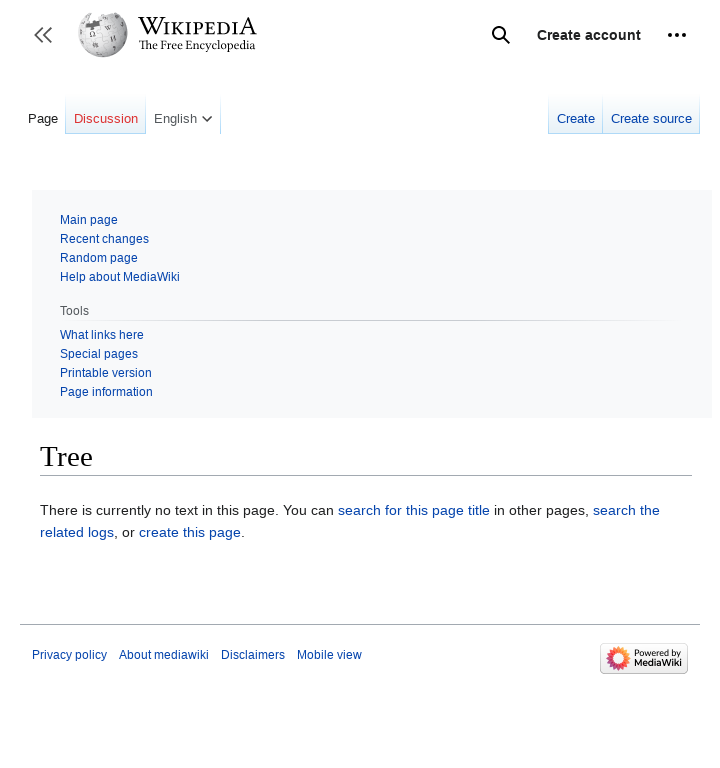 WIKIPEDIA
The Free Encyclopedia
Create account
Page
Discussion
English
Create
Create source
Main page
Recent changes
Random page
Help about MediaWiki
Tools
What links here
Special pages
Printable version
Page information
Tree
There is currently no text in this page. You can search for this page title in other pages, search the
related logs, or create this page.
Privacy policy
About mediawiki
Disclaimers
Mobile view
Powered by
MediaWiki